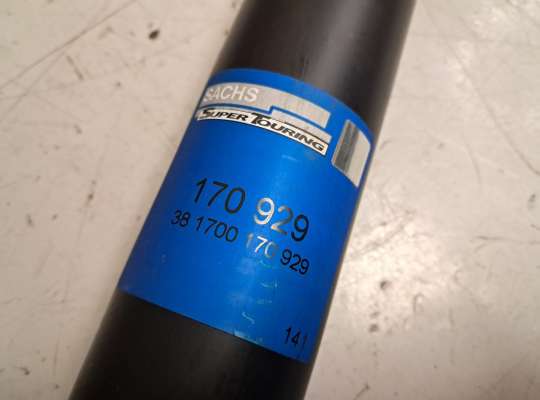 SACHS
SUPER TOURING
170 929
38 1700 170 929
141